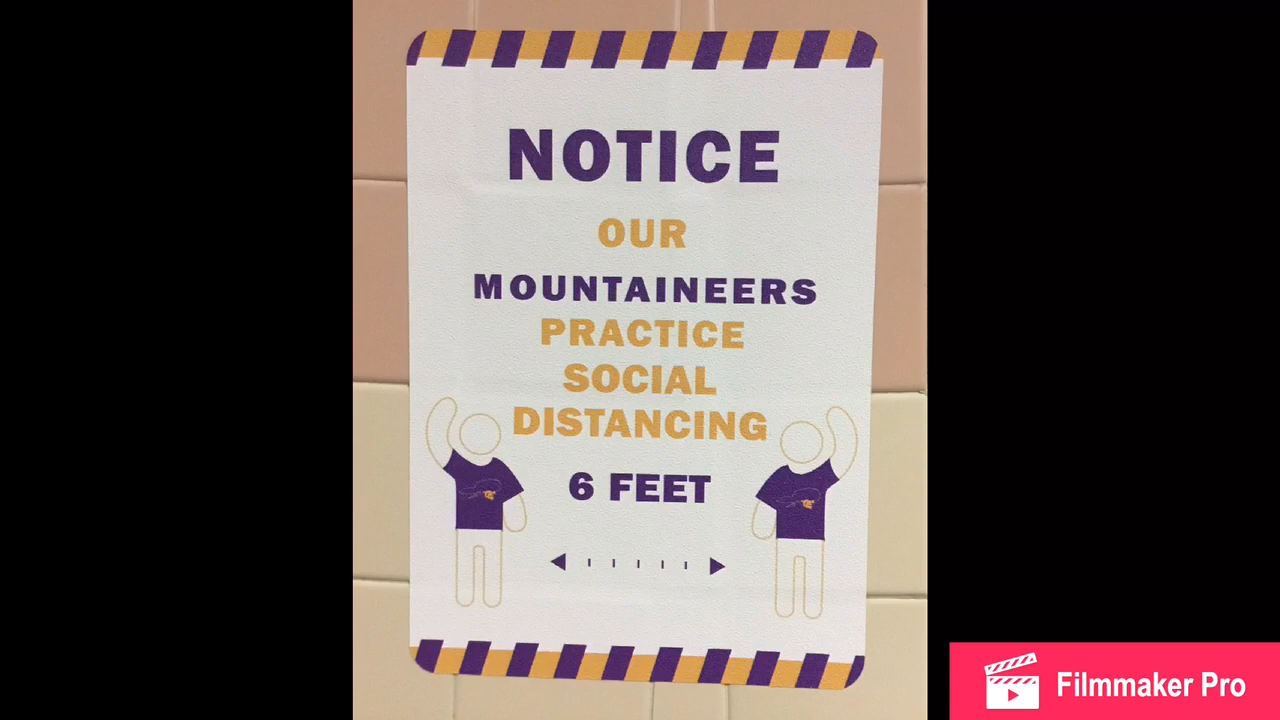 NOTICE
OUR
MOUNTAINEERS
PRACTICE
SOCIAL
DISTANCING
6 FEET
Filmmaker Pro